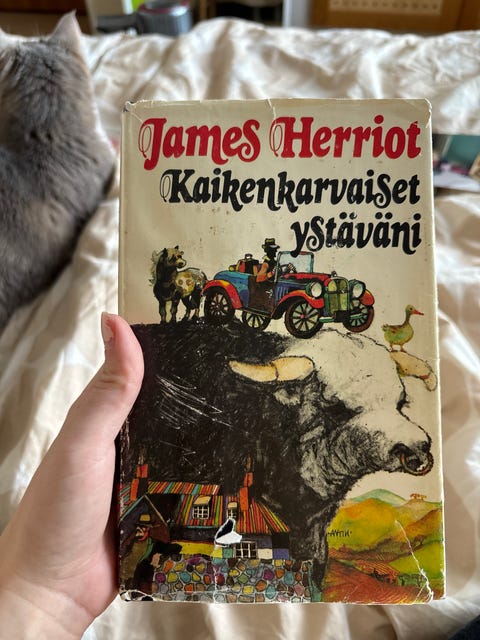 James Herriot
Kaikenkarvaiset
ystäväni